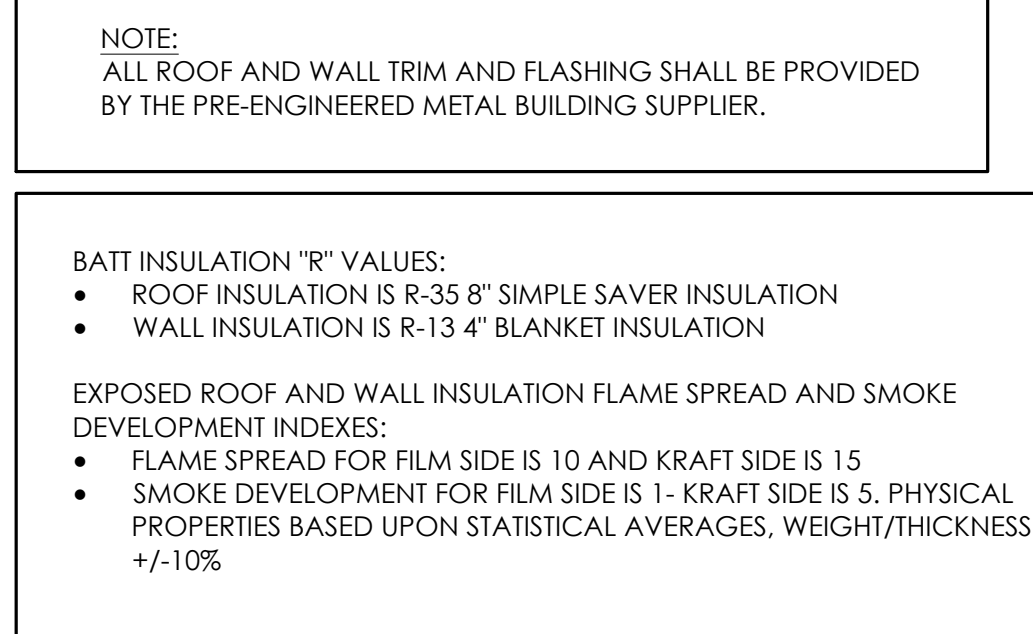 NOTE:
ALL ROOF AND WALL TRIM AND FLASHING SHALL BE PROVIDED
BY THE PRE-ENGINEERED METAL BUILDING SUPPLIER.
BATT INSULATION "R" VALUES:
• ROOF INSULATION IS R-35 8" SIMPLE SAVER INSULATION
• WALL INSULATION IS R-13 4" BLANKET INSULATION
EXPOSED ROOF AND WALL INSULATION FLAME SPREAD AND SMOKE
DEVELOPMENT INDEXES:
• FLAME SPREAD FOR FILM SIDE IS 10 AND KRAFT SIDE IS 15
• SMOKE DEVELOPMENT FOR FILM SIDE IS 1- KRAFT SIDE IS 5. PHYSICAL
PROPERTIES BASED UPON STATISTICAL AVERAGES, WEIGHT/THICKNESS
+/-10%